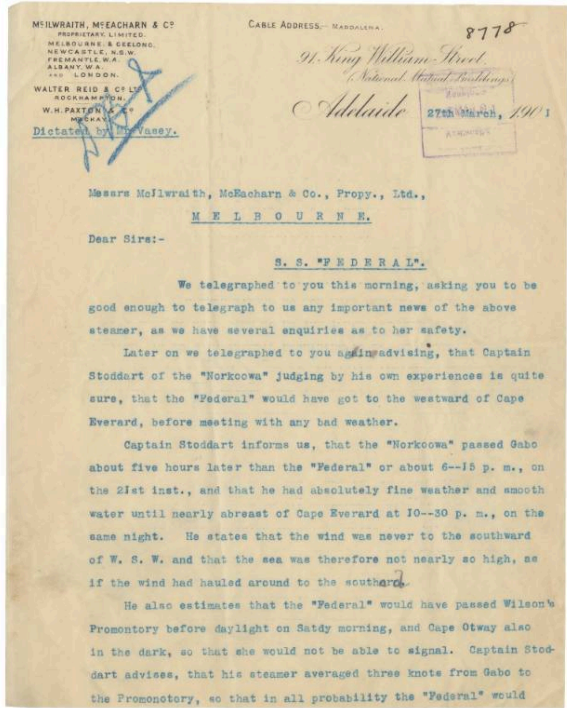 McILWRAITH, McEACHARN & Co
PROPRIETARY, LIMITED.
MELBOURNE, & GEELONG.
NEWCASTLE, N.S.W.
FREMANTLE, W.A.
ALBANY, W.A.
AND LONDON.
WALTER REID & Co LTD
ROCKHAMPTON.
W.H. PAXTON & Co
MACKAY.
CABLE ADDRESS,- MANDALENA.
8778
91 King William Street.
(National Mutual Buildings)
Adelaide 27th March, 1901
Dictated by Mr Vasey.
Messrs McJlwraith, McEacharn & Co., Propy., Ltd.,
MELBOURNE.
Dear Sirs:-
S. S. "FEDERAL".
We telegraphed to you this morning, asking you to be
good enough to telegraph to us any important news of the above
steamer, as we have several enquiries as to her safety.
Later on we telegraphed to you again advising, that Captain
Stoddart of the "Norkoowa" judging by his own experiences is quite
sure, that the "Federal" would have got to the westward of Cape
Everard, before meeting with any bad weather.
Captain Stoddart informs us, that the "Norkoowa" passed Gabo
about five hours later than the "Federal" or about 6--J5 p. m., on
the 2Jst inst., and that he had absolutely fine weather and smooth
water until nearly abreast of Cape Everard at J0--30 p. m., on the
same night. He states that the wind was never to the southward
of W. S. W. and that the sea was therefore not nearly so high, as
if the wind had hauled around to the southard
He also estimates that the "Federal" would have passed Wilson's
Promontory before daylight on Satdy morning, and Cape Otway also
in the dark, so that she would not be able to signal. Captain Stod-
dart advises, that his steamer averaged three knots from Gabo to
the Promonotory, so that in all probability the "Federal" would